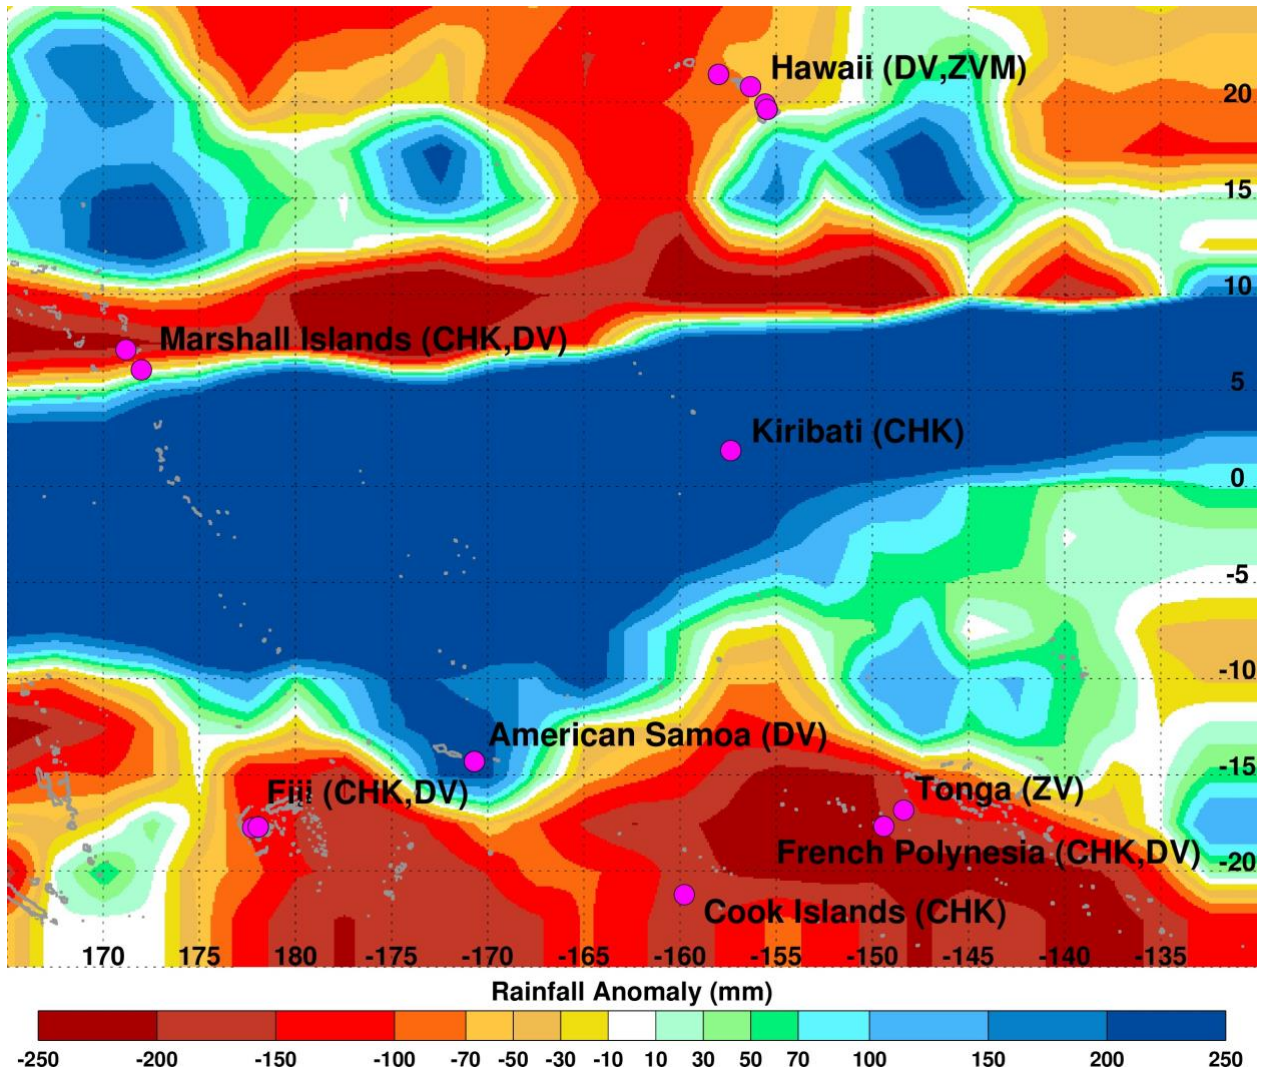 Hawaii (DV,ZVM)
20
15
10
Marshall Islands (CHK,DV)
5
Kiribati (CHK)
0
-5
-10
American Samoa (DV)
-15
Fiji (CHK,DV)
Tonga (ZV)
French Polynesia (CHK,DV)
-20
Cook Islands (CHK)
170 175 180 -175 -170 -165 -160 -155 -150 -145 -140 -135
Rainfall Anomaly (mm)
-250 -200 -150 -100 -70 -50 -30 -10 10 30 50 70 100 150 200 250